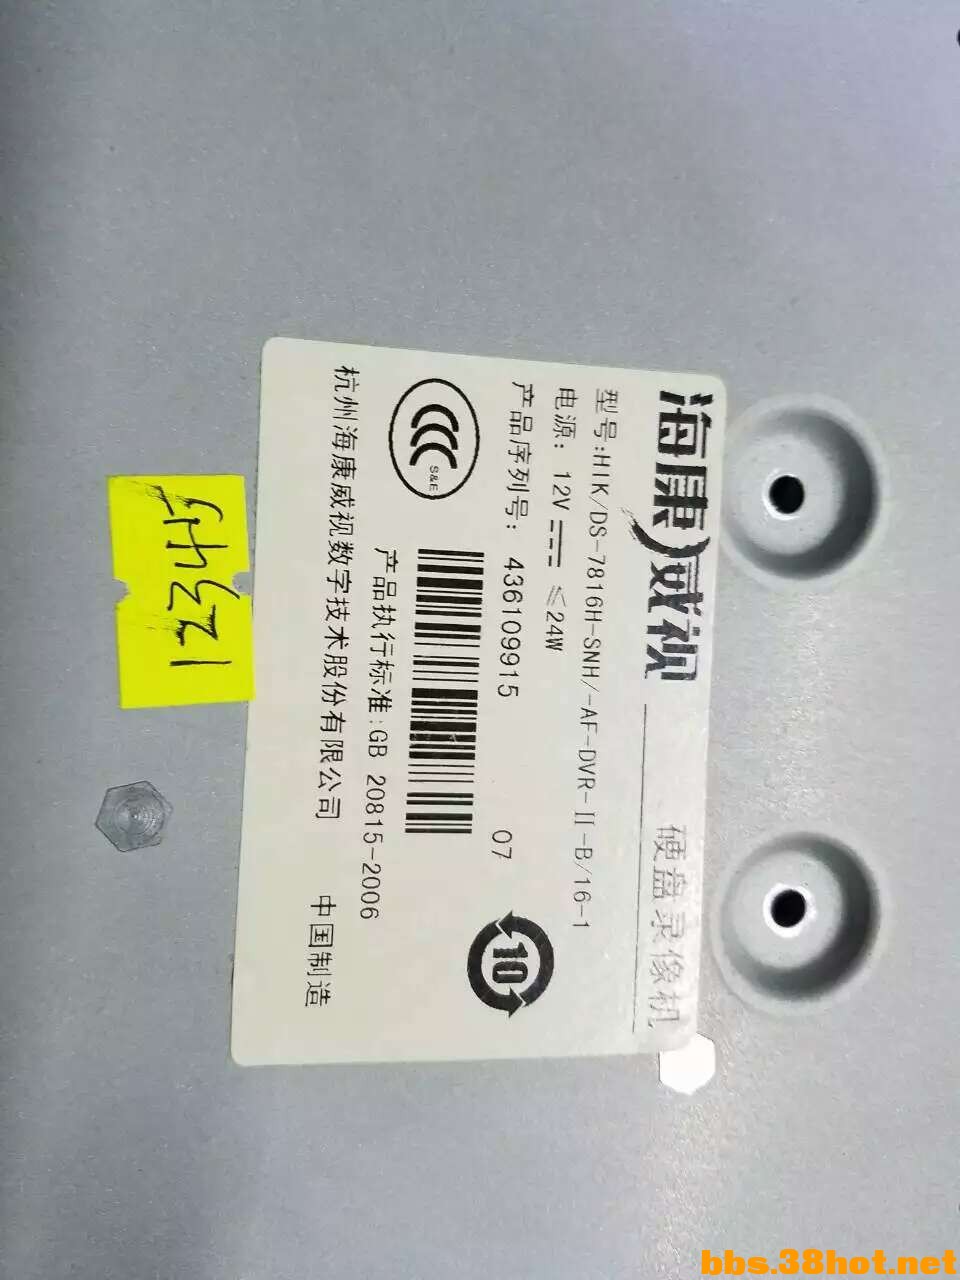 海康威视 硬盘录像机
型号:HIK/DS-7816H-SNH/-AF-DVR-II-B/16-1
电源: 12V ⎓ ≤24W
产品序列号: 436109915 07
S&E
10
产品执行标准:GB 20815-2006
杭州海康威视数字技术股份有限公司 中国制造
bbs.38hot.net